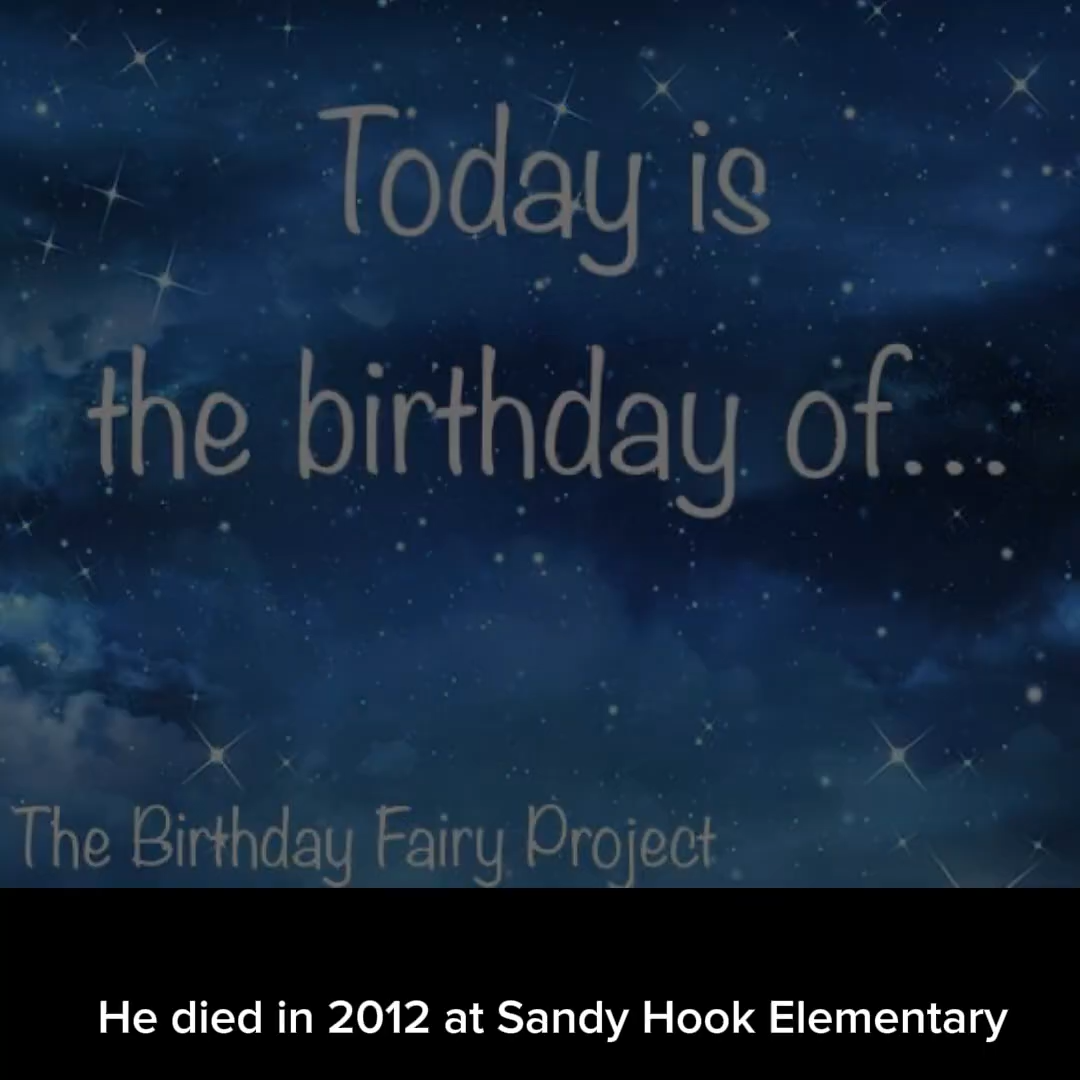 Today is
the birthday of...
The Birthday Fairy Project
He died in 2012 at Sandy Hook Elementary